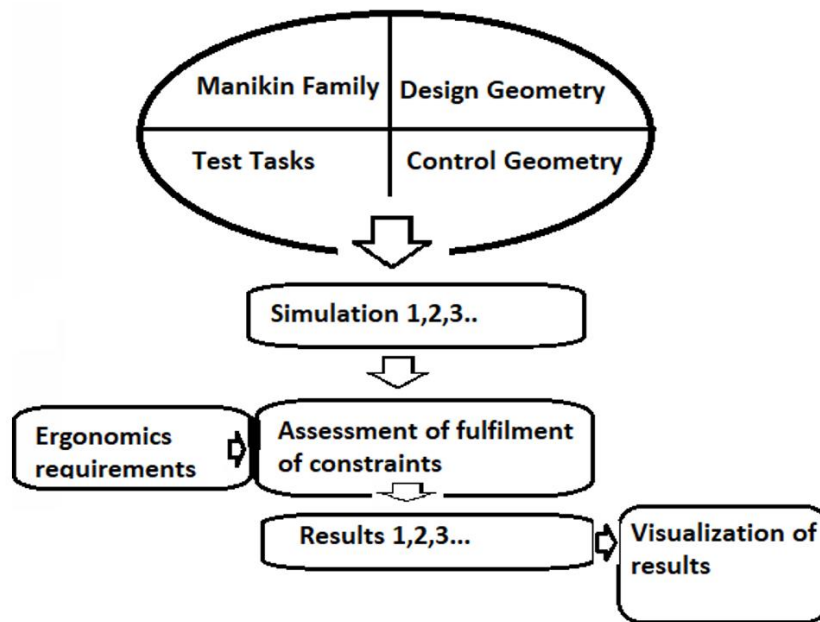 Manikin Family
Design Geometry
Test Tasks
Control Geometry
Simulation 1,2,3..
Ergonomics
requirements
Assessment of fulfilment
of constraints
Results 1,2,3...
Visualization of
results